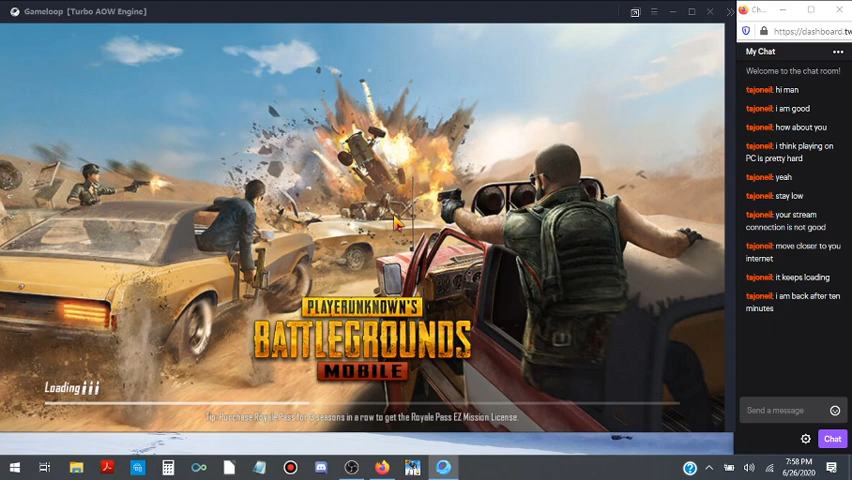 Gameloop [Turbo AOW Engine]
Ch...
https://dashboard.tw
My Chat
Welcome to the chat room!
tajoneil: hi man
tajoneil: i am good
tajoneil: how about you
tajoneil: i think playing on
PC is pretty hard
tajoneil: yeah
tajoneil: stay low
tajoneil: your stream
connection is not good
tajoneil: move closer to you
internet
tajoneil: it keeps loading
tajoneil: i am back after ten
minutes
PLAYERUNKNOWN'S
BATTLEGROUNDS
MOBILE
Loading
Tip: Purchase Royale Pass for 3 seasons in a row to get the Royale Pass EZ Mission License.
Send a message
Chat
7:58 PM
6/26/2020